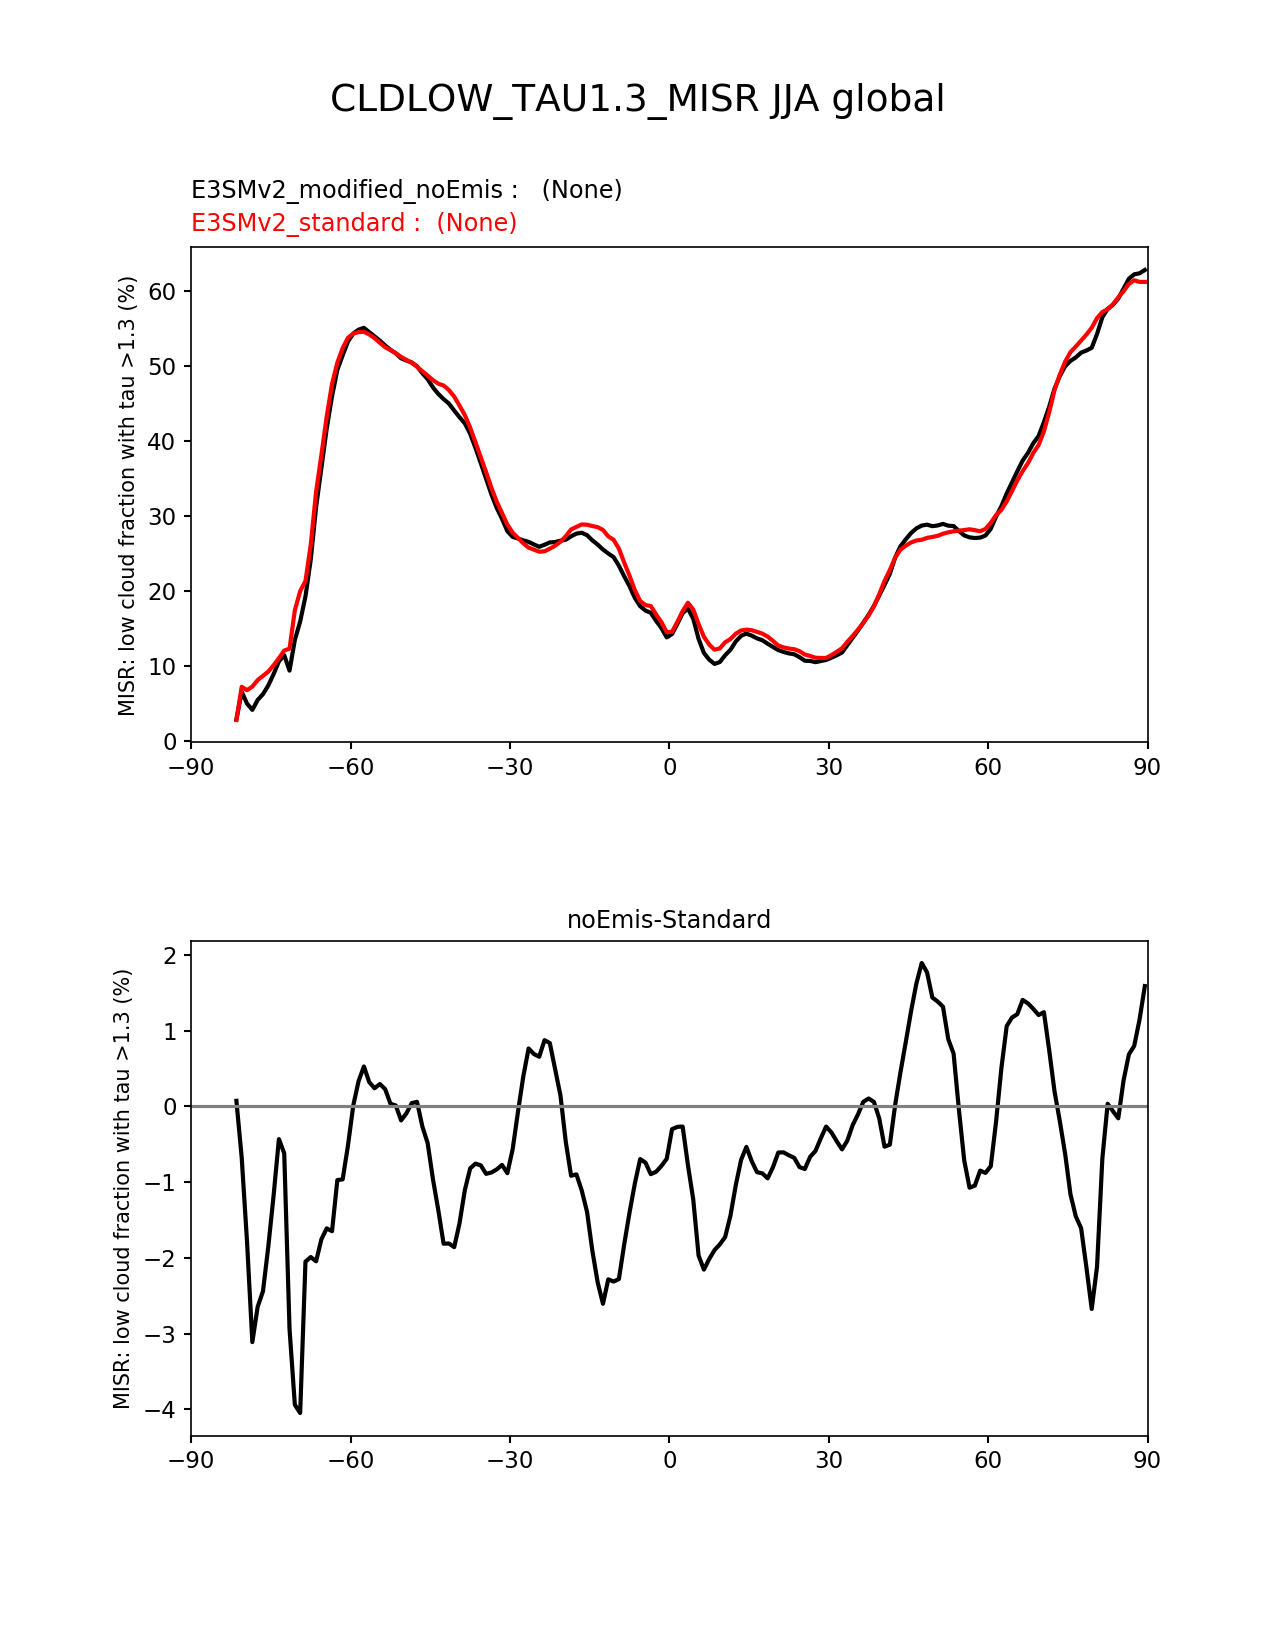 CLDLOW_TAU1.3_MISR JJA global
E3SMv2_modified_noEmis :   (None)
E3SMv2_standard :  (None)
MISR: low cloud fraction with tau >1.3 (%)
60
50
40
30
20
10
0
−90 −60 −30 0 30 60 90
noEmis-Standard
MISR: low cloud fraction with tau >1.3 (%)
2
1
0
−1
−2
−3
−4
−90 −60 −30 0 30 60 90